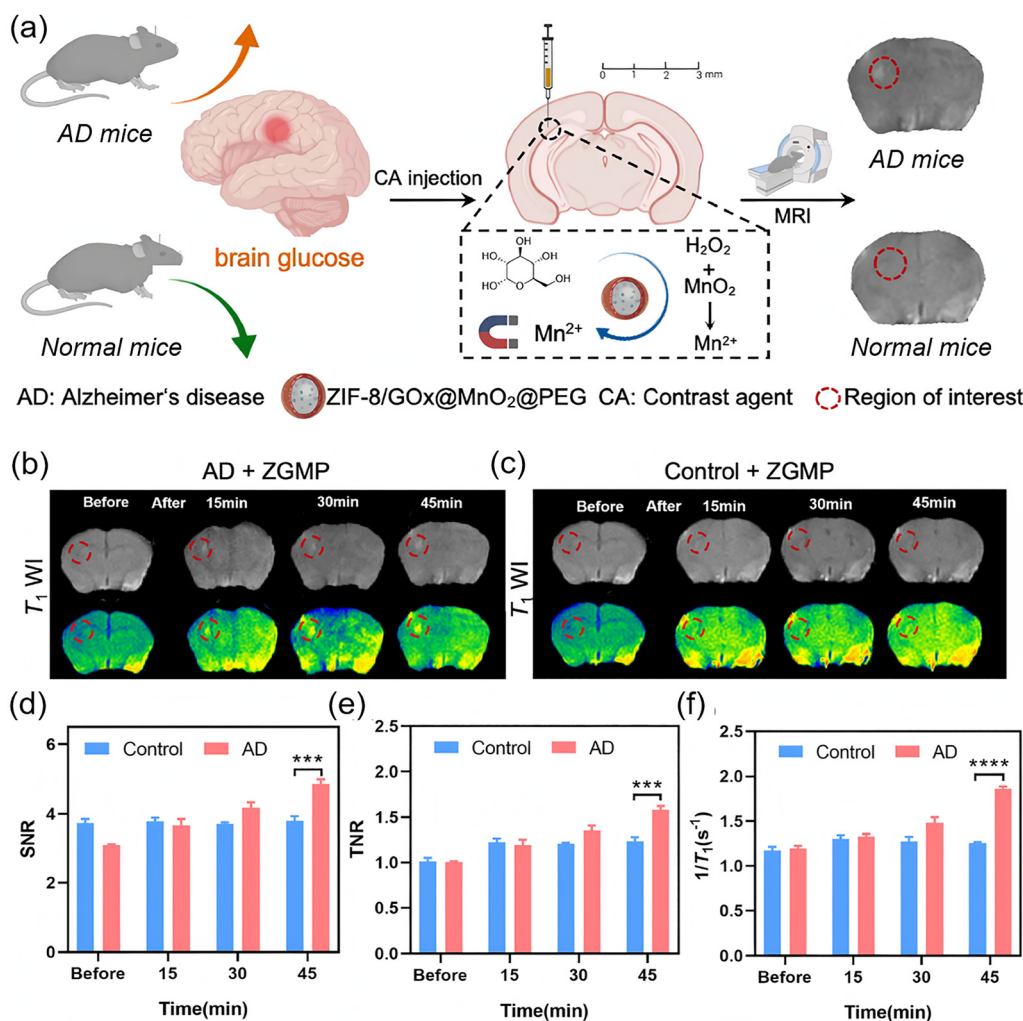 (a)
AD mice
Normal mice
brain glucose
CA injection
0 1 2 3 mm
OH
HO OH
HO OH
O
H₂O₂
+
MnO₂
Mn²⁺
Mn²⁺
MRI
AD mice
Normal mice
AD: Alzheimer‘s disease ZIF-8/GOx@MnO₂@PEG CA: Contrast agent Region of interest
(b) AD + ZGMP
Before After 15min 30min 45min
T₁ WI
(c) Control + ZGMP
Before After 15min 30min 45min
T₁ WI
(d)
Control AD
***
SNR
6
4
2
0
Before 15 30 45
Time(min)
(e)
Control AD
***
TNR
2.5
2.0
1.5
1.0
0.5
0.0
Before 15 30 45
Time(min)
(f)
Control AD
****
1/T₁(s⁻¹)
2.5
2.0
1.5
1.0
0.5
0.0
Before 15 30 45
Time(min)